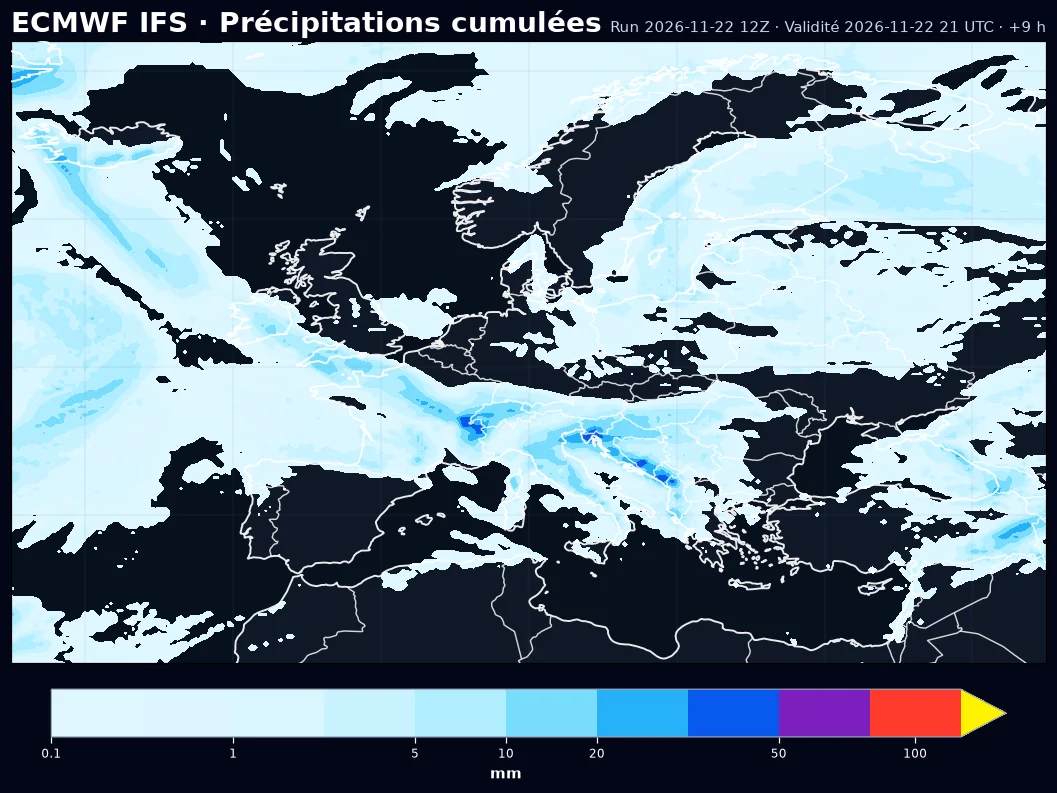 ECMWF IFS · Précipitations cumulées Run 2026-11-22 12Z · Validité 2026-11-22 21 UTC · +9 h
0.1 1 5 10 20 50 100
mm